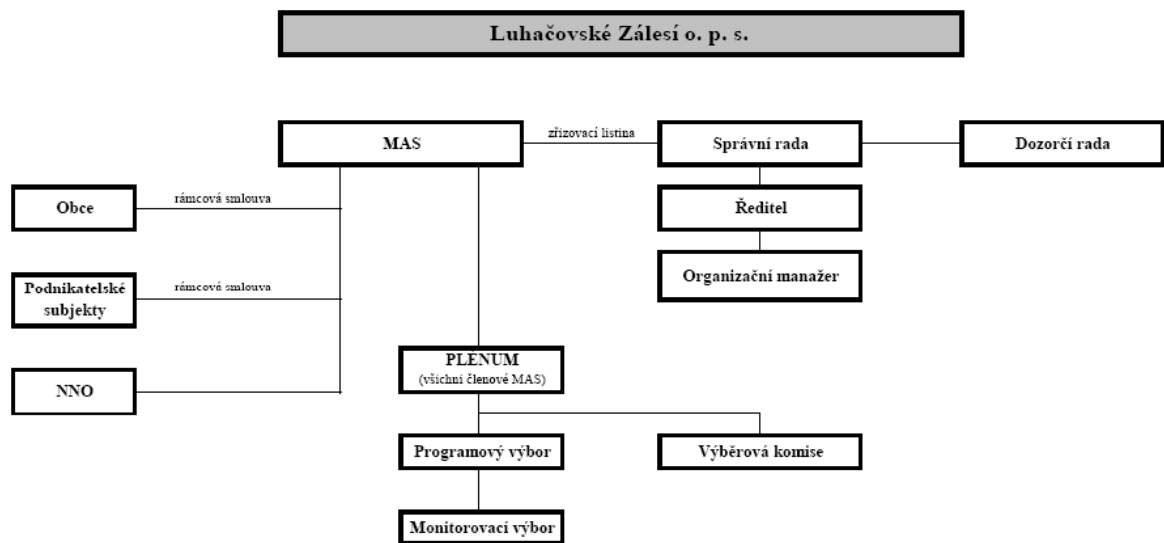 Luhačovské Zálesí o. p. s.
MAS
zřizovací listina
Správní rada
Dozorčí rada
Obce
rámcová smlouva
Ředitel
Organizační manažer
Podnikatelské
subjekty
rámcová smlouva
PLÉNUM
(všichni členové MAS)
NNO
Programový výbor
Výběrová komise
Monitorovací výbor